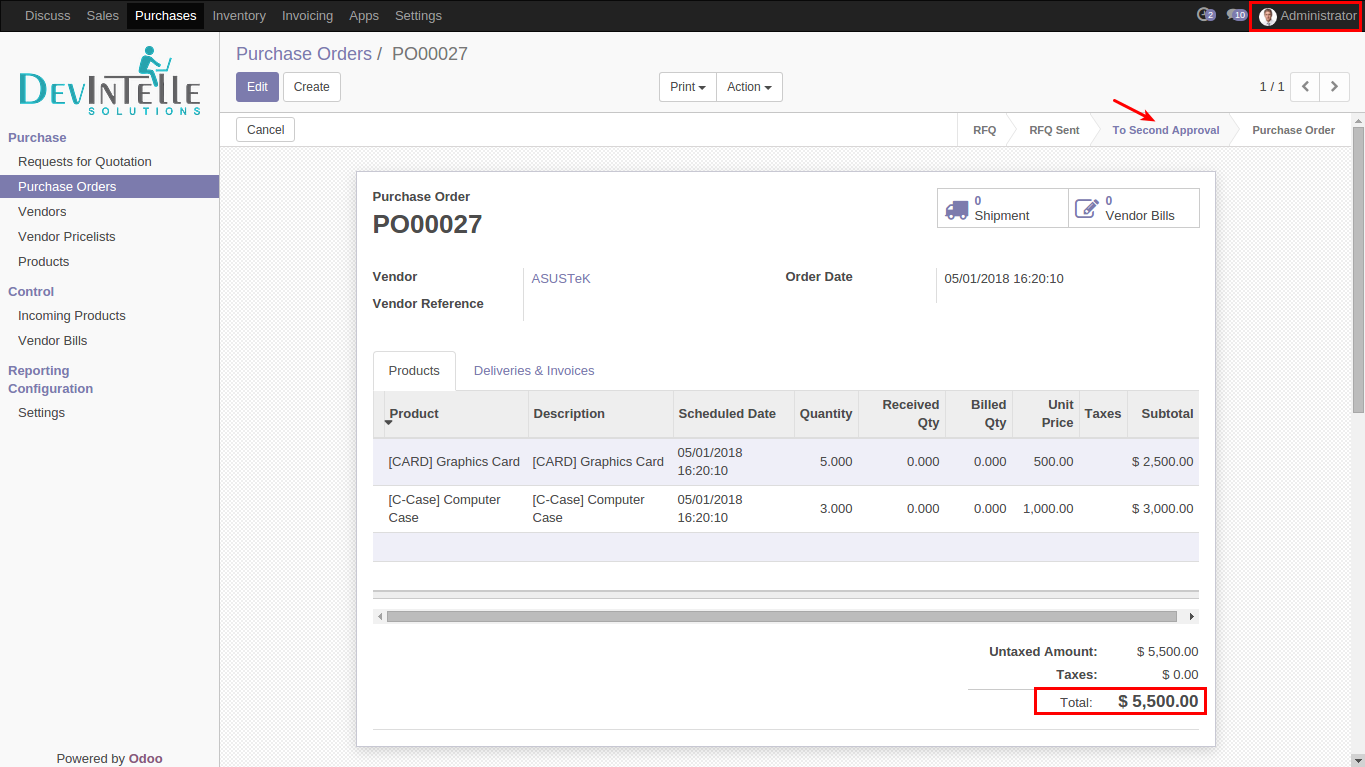 Discuss Sales Purchases Inventory Invoicing Apps Settings 2 10 Administrator
DEVINTELLE
SOLUTIONS
Purchase
Requests for Quotation
Purchase Orders
Vendors
Vendor Pricelists
Products
Control
Incoming Products
Vendor Bills
Reporting
Configuration
Settings
Powered by Odoo
Purchase Orders / PO00027
Edit Create Print Action 1 / 1
Cancel RFQ RFQ Sent To Second Approval Purchase Order
Purchase Order
PO00027
0
Shipment
0
Vendor Bills
Vendor ASUSTeK Order Date 05/01/2018 16:20:10
Vendor Reference
Products Deliveries & Invoices
Product Description Scheduled Date Quantity Received Qty Billed Qty Unit Price Taxes Subtotal
[CARD] Graphics Card [CARD] Graphics Card 05/01/2018 16:20:10 5.000 0.000 0.000 500.00 $ 2,500.00
[C-Case] Computer Case [C-Case] Computer Case 05/01/2018 16:20:10 3.000 0.000 0.000 1,000.00 $ 3,000.00
Untaxed Amount: $ 5,500.00
Taxes: $ 0.00
Total: $ 5,500.00